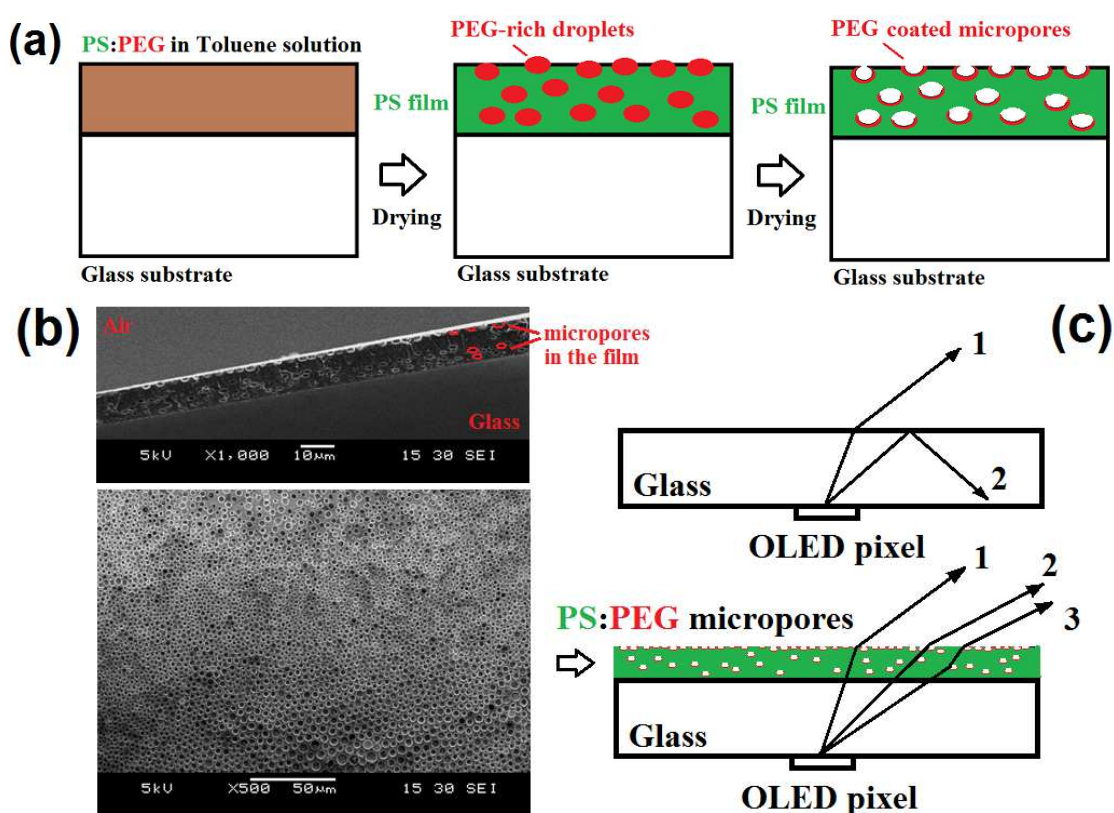 (a)
PS:PEG in Toluene solution
Glass substrate
Drying
PEG-rich droplets
PS film
Glass substrate
Drying
PEG coated micropores
PS film
Glass substrate
(b)
Air
micropores
in the film
Glass
5kV X1,000 10μm 15 30 SEI
5kV X500 50μm 15 30 SEI
(c)
1
Glass
2
OLED pixel
1
2
3
PS:PEG micropores
Glass
OLED pixel